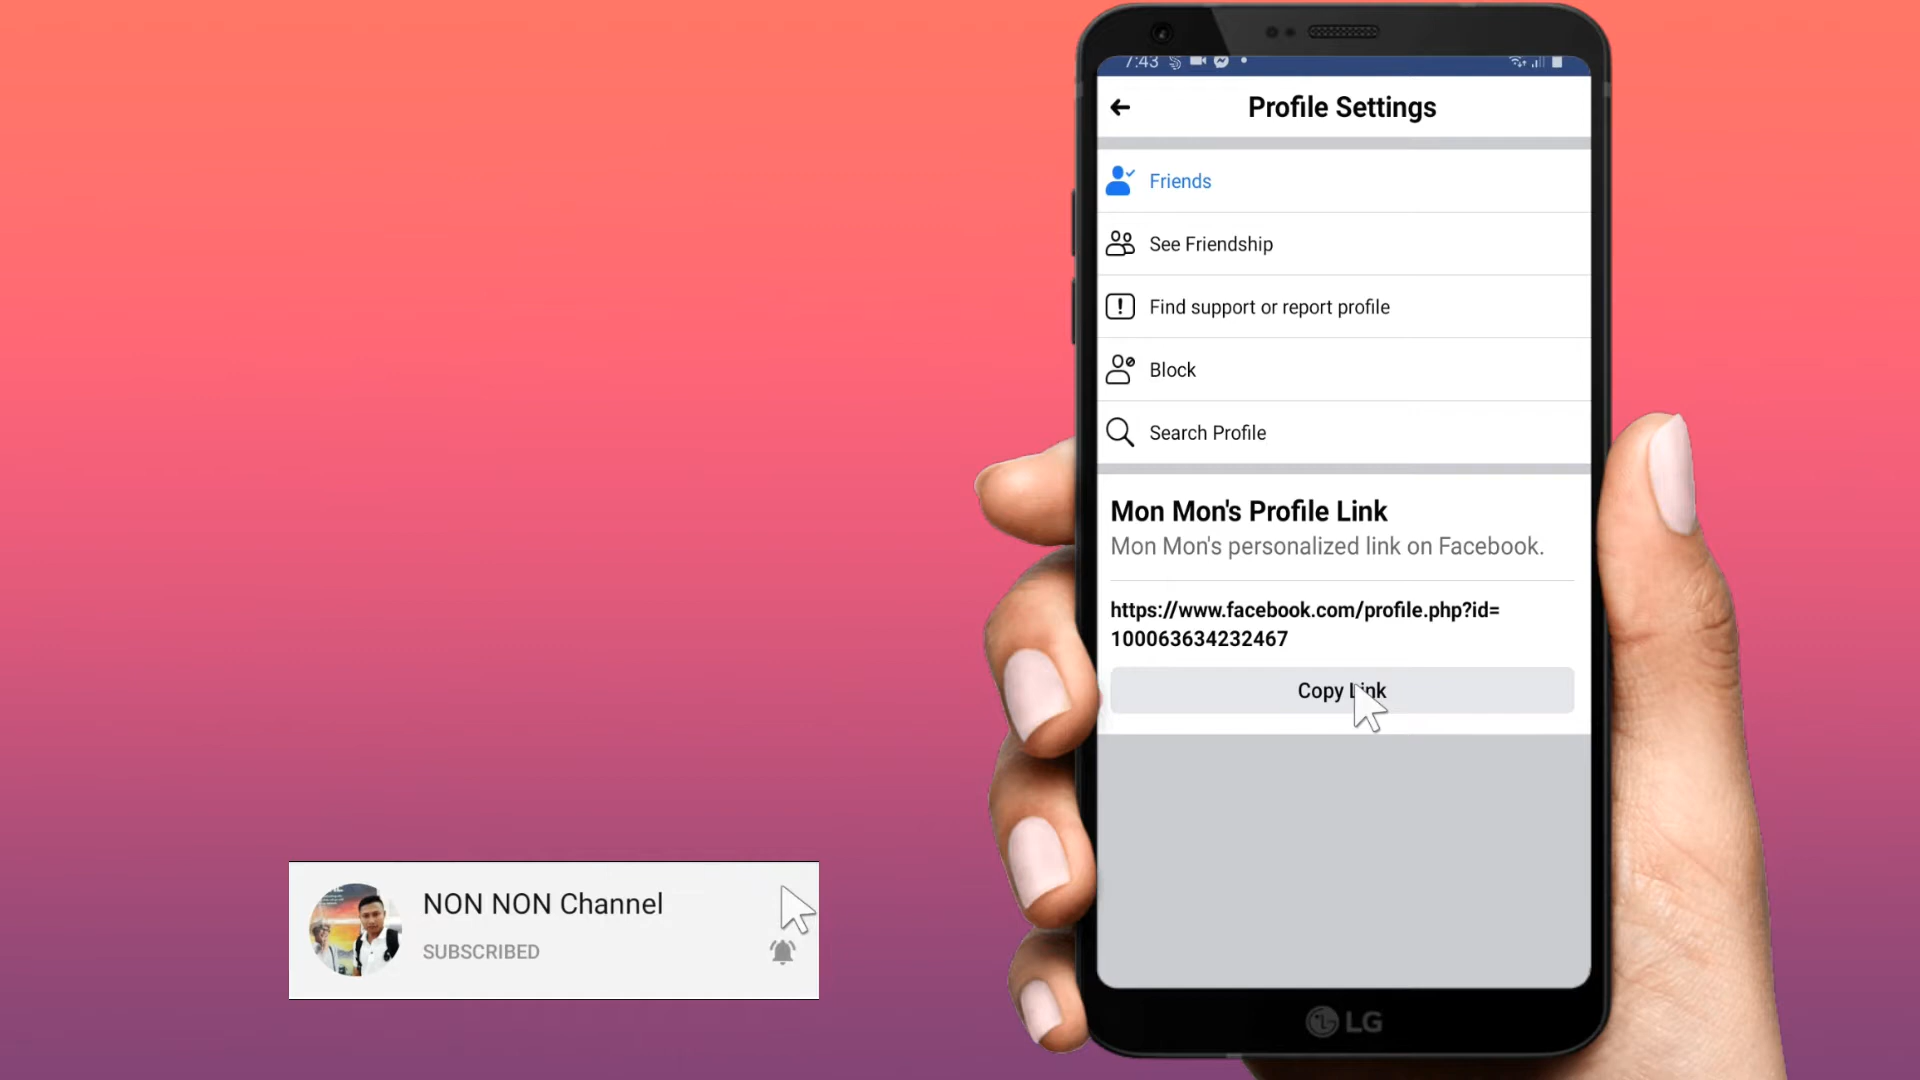 7:43
Profile Settings
Friends
See Friendship
Find support or report profile
Block
Search Profile
Mon Mon's Profile Link
Mon Mon's personalized link on Facebook.
https://www.facebook.com/profile.php?id=
100063634232467
Copy Link
LG
NON NON Channel
SUBSCRIBED